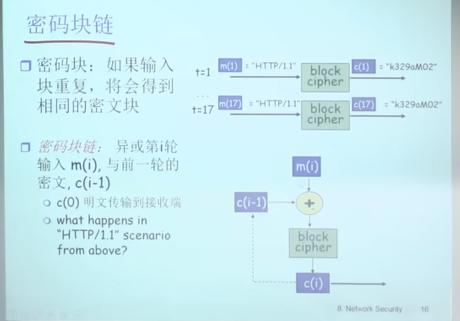 密码块链
密码块：如果输入
块重复，将会得到
相同的密文块
密码块链： 异或第i轮
输入 m(i), 与前一轮的
密文, c(i-1)
c(0) 明文传输到接收端
what happens in
"HTTP/1.1" scenario
from above?
t=1
m(1)
= "HTTP/1.1"
block
cipher
c(1)
= "k329aM02"
…
t=17
m(17)
= "HTTP/1.1"
block
cipher
c(17)
= "k329aM02"
m(i)
c(i-1)
+
block
cipher
c(i)
8: Network Security
16